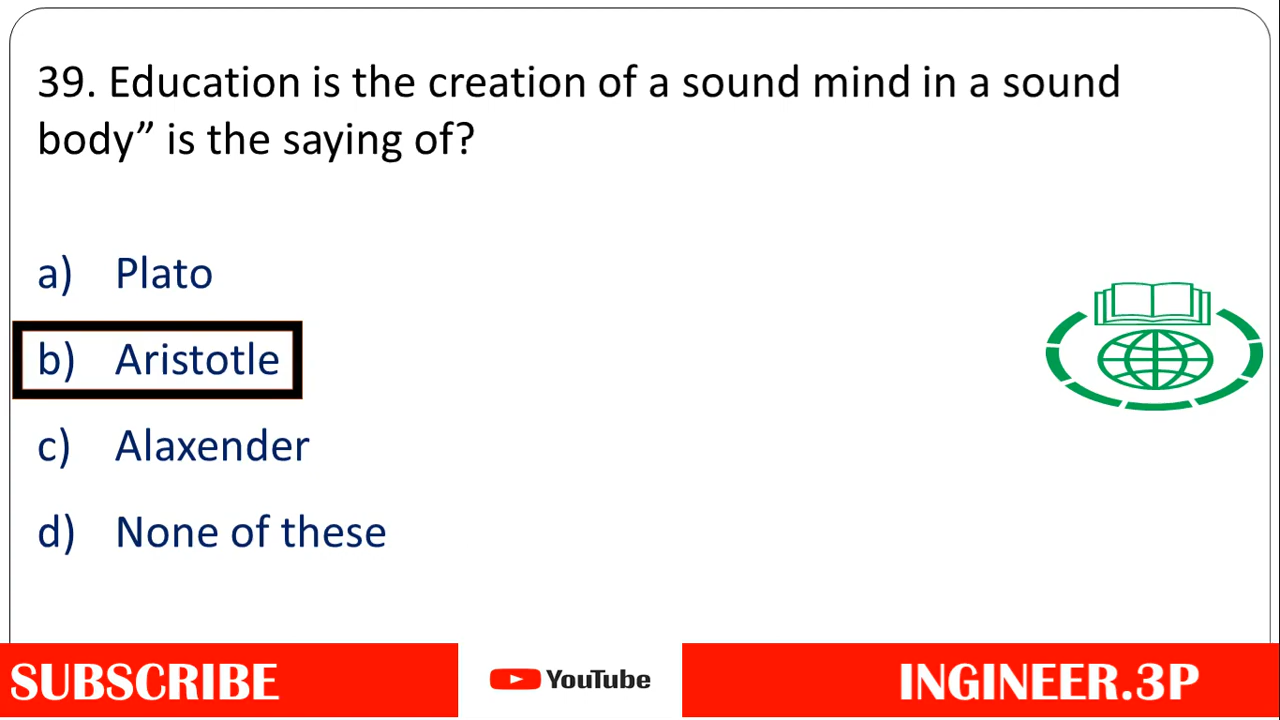 39. Education is the creation of a sound mind in a sound
body” is the saying of?
a) Plato
b) Aristotle
c) Alaxender
d) None of these
SUBSCRIBE YouTube INGINEER.3P